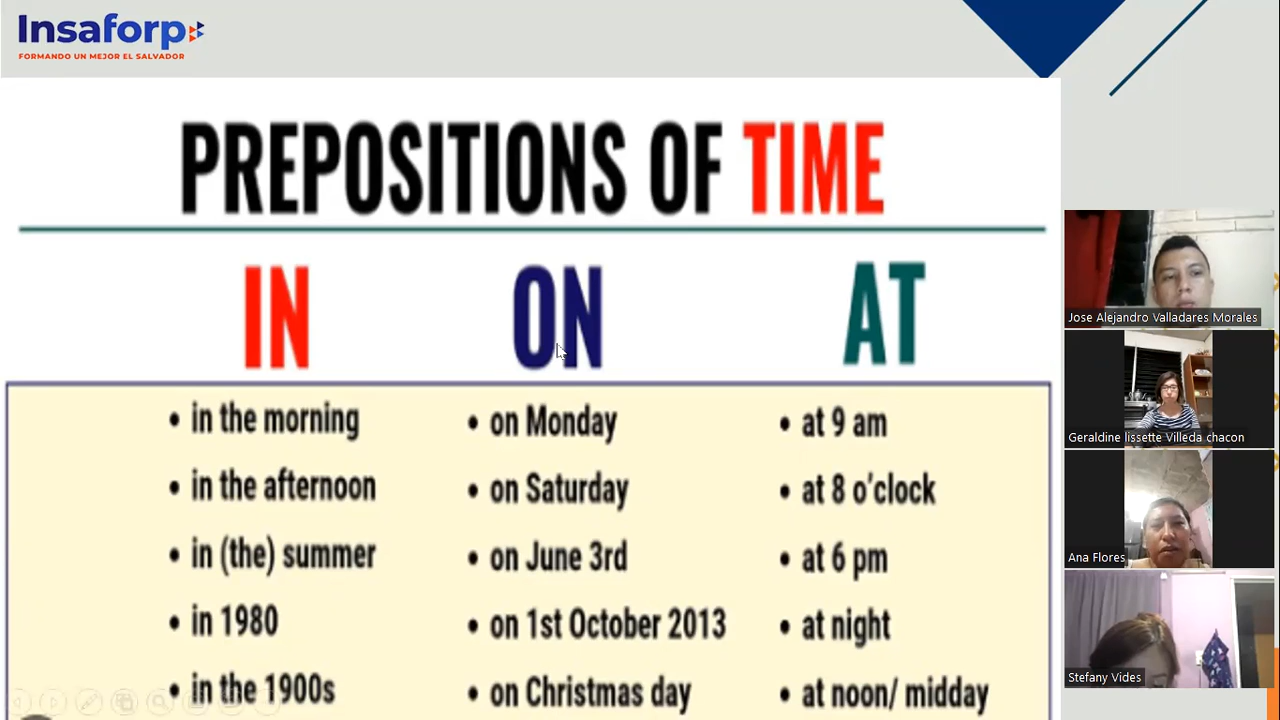 Insaforp
FORMANDO UN MEJOR EL SALVADOR
PREPOSITIONS OF TIME
IN
ON
AT
• in the morning
• in the afternoon
• in (the) summer
• in 1980
• in the 1900s
• on Monday
• on Saturday
• on June 3rd
• on 1st October 2013
• on Christmas day
• at 9 am
• at 8 o'clock
• at 6 pm
• at night
• at noon/ midday
Jose Alejandro Valladares Morales
Geraldine lissette Villeda chacon
Ana Flores
Stefany Vides